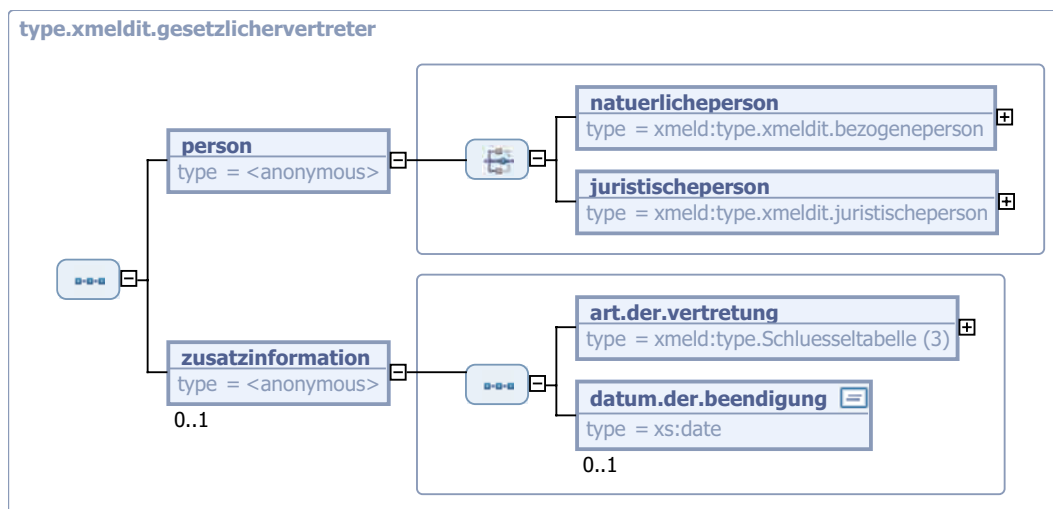 type.xmeldit.gesetzlichervertreter
natuerlicheperson
type = xmeld:type.xmeldit.bezogeneperson
person
type = <anonymous>
juristischeperson
type = xmeld:type.xmeldit.juristischeperson
art.der.vertretung
type = xmeld:type.Schluesseltabelle (3)
zusatzinformation
type = <anonymous>
0..1
datum.der.beendigung
type = xs:date
0..1